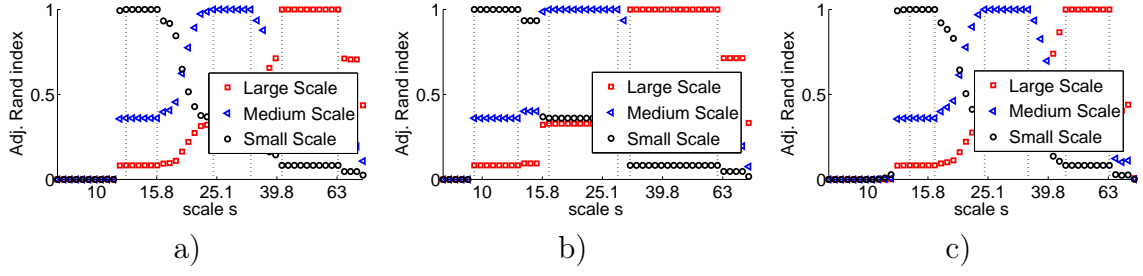 Adj. Rand index
1
0.5
0
Large Scale
Medium Scale
Small Scale
10 15.8 25.1 39.8 63
scale s
a)
Adj. Rand index
1
0.5
0
Large Scale
Medium Scale
Small Scale
10 15.8 25.1 39.8 63
scale s
b)
Adj. Rand index
1
0.5
0
Large Scale
Medium Scale
Small Scale
10 15.8 25.1 39.8 63
scale s
c)